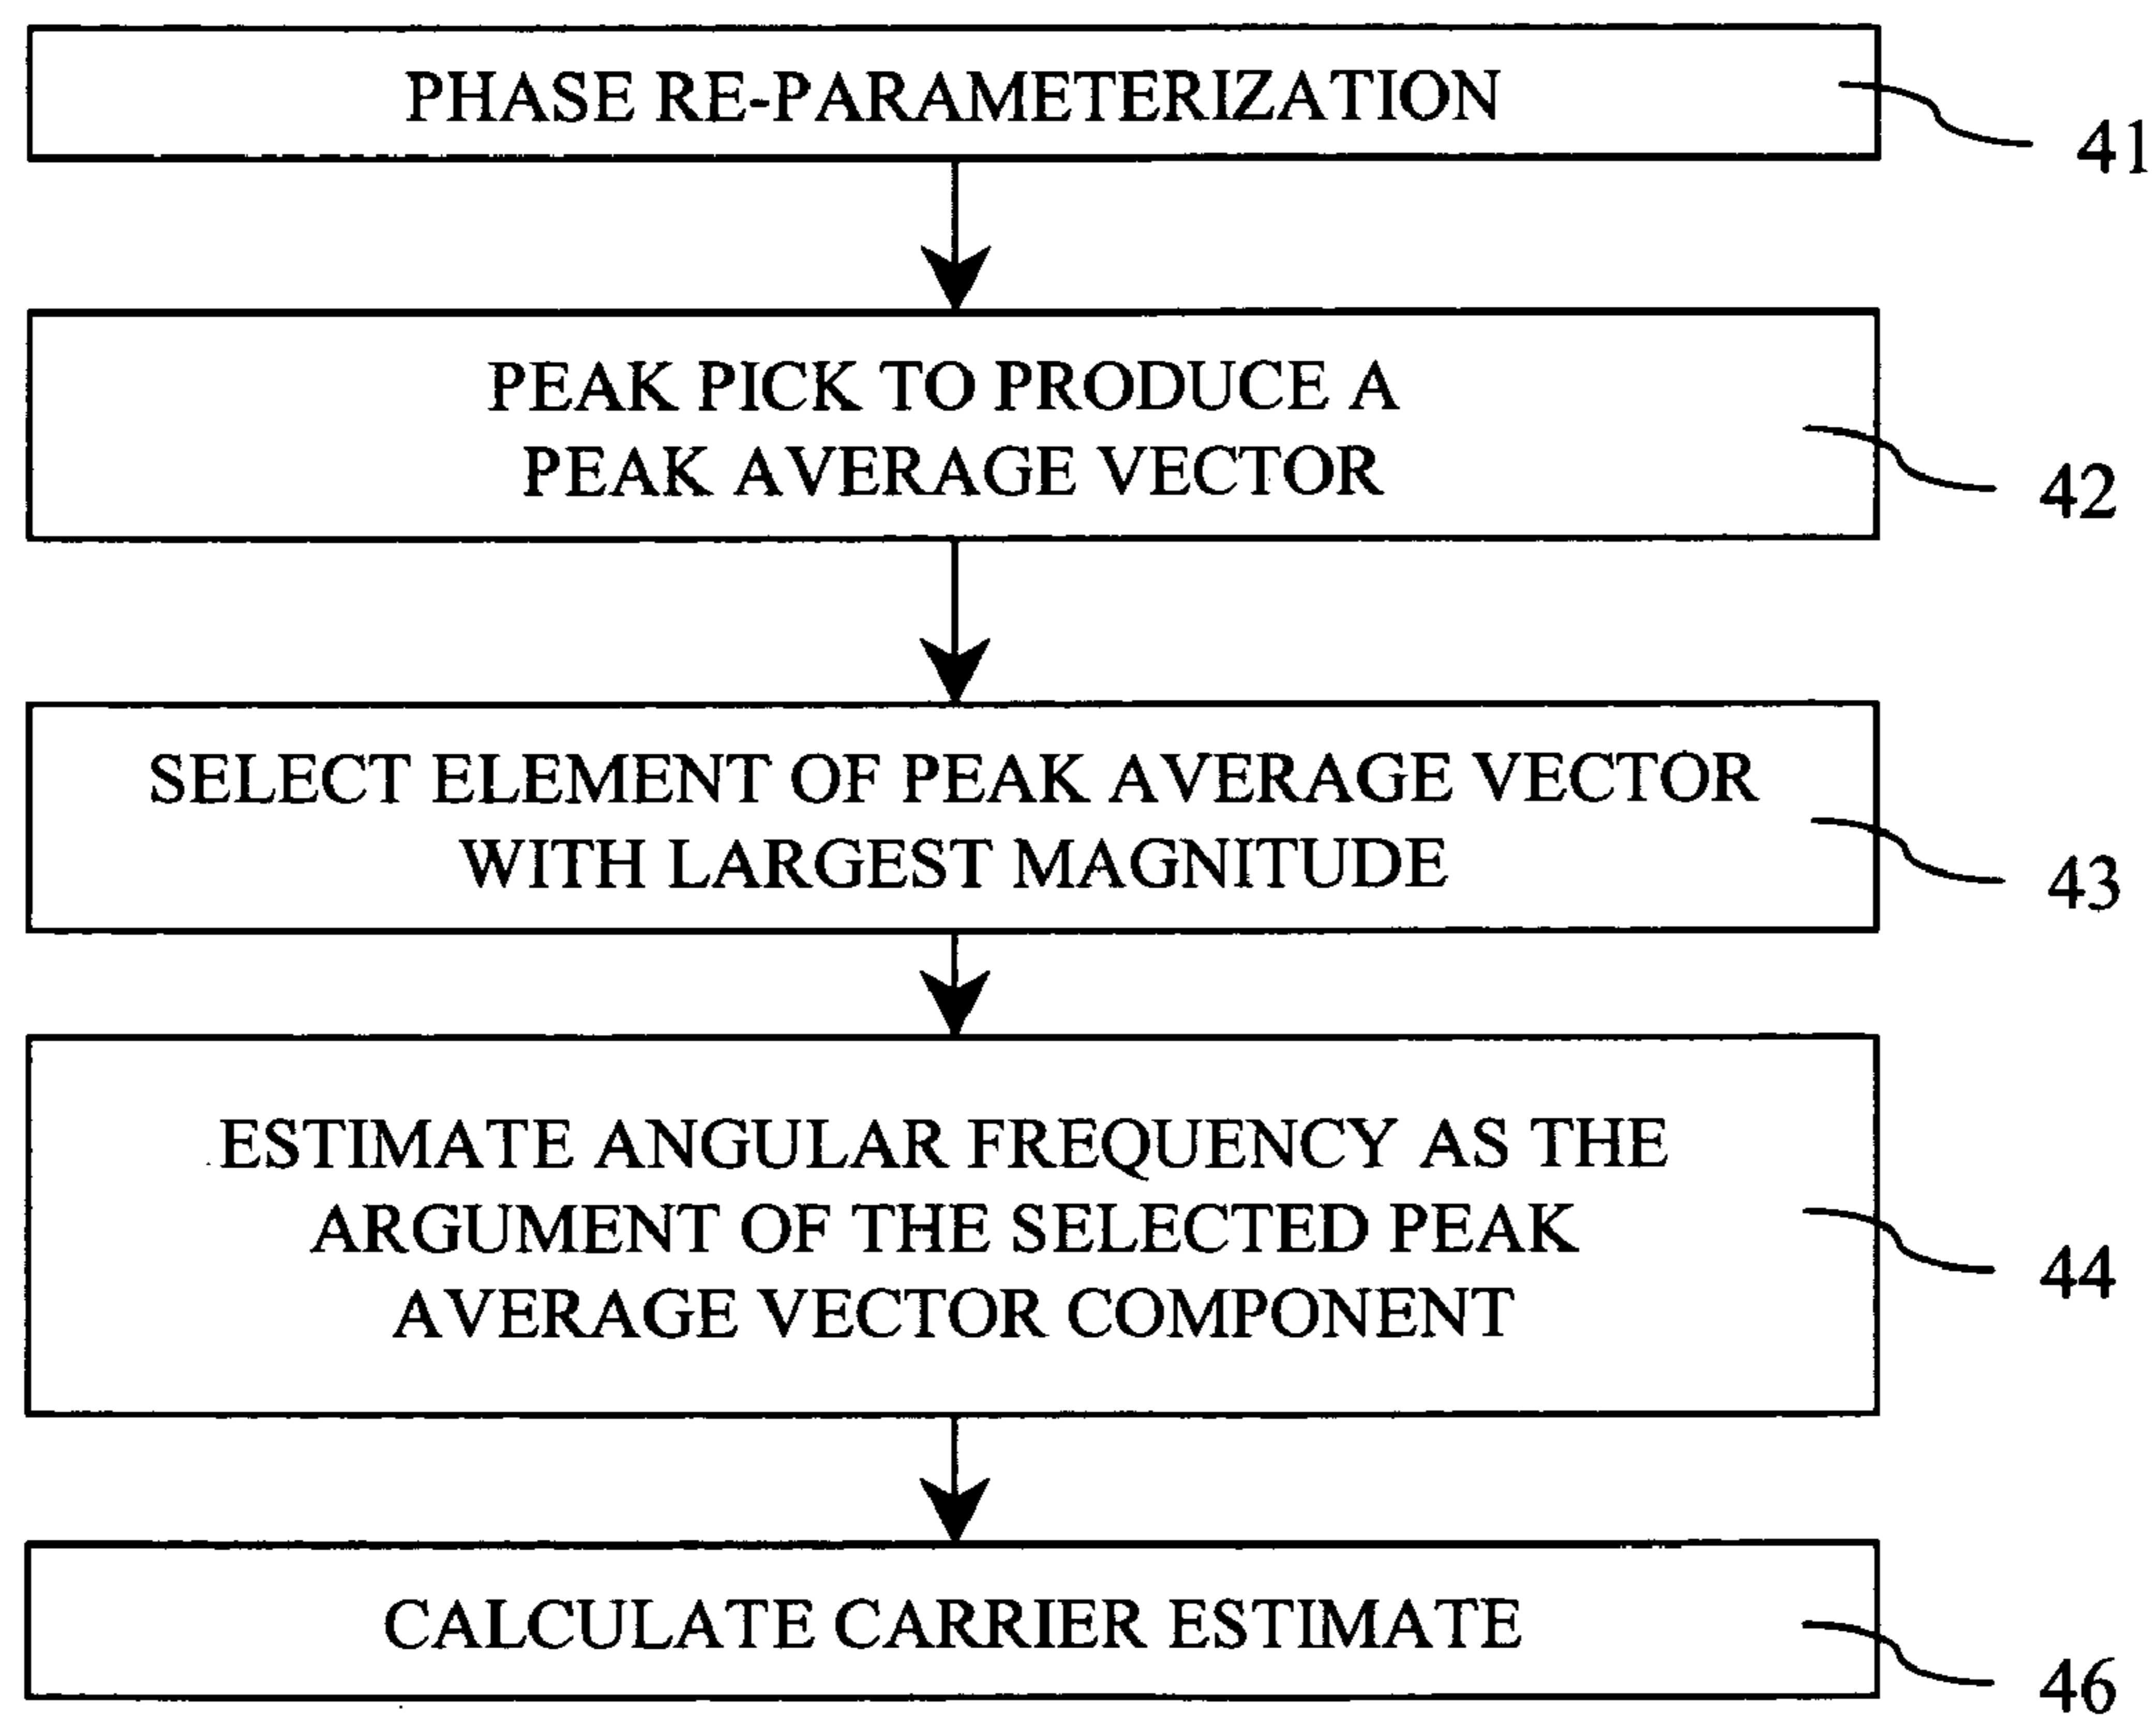 PHASE RE-PARAMETERIZATION
41
PEAK PICK TO PRODUCE A
PEAK AVERAGE VECTOR
42
SELECT ELEMENT OF PEAK AVERAGE VECTOR
WITH LARGEST MAGNITUDE
43
ESTIMATE ANGULAR FREQUENCY AS THE
ARGUMENT OF THE SELECTED PEAK
AVERAGE VECTOR COMPONENT
44
CALCULATE CARRIER ESTIMATE
46